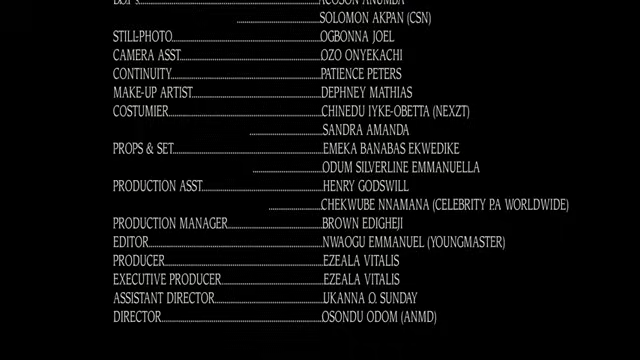 SOLOMON AKPAN (CSN)
STILL-PHOTO OGBONNA JOEL
CAMERA ASST OZO ONYEKACHI
CONTINUITY PATIENCE PETERS
MAKE-UP ARTIST DEPHNEY MATHIAS
COSTUMIER CHINEDU IYKE-OBETTA (NEXZT)
SANDRA AMANDA
PROPS & SET EMEKA BANABAS EKWEDIKE
ODUM SILVERLINE EMMANUELLA
PRODUCTION ASST HENRY GODSWILL
CHEKWUBE NNAMANA (CELEBRITY P.A WORLDWIDE)
PRODUCTION MANAGER BROWN EDIGHEJI
EDITOR NWAOGU EMMANUEL (YOUNGMASTER)
PRODUCER EZEALA VITALIS
EXECUTIVE PRODUCER EZEALA VITALIS
ASSISTANT DIRECTOR UKANNA O. SUNDAY
DIRECTOR OSONDU ODOM (ANMD)